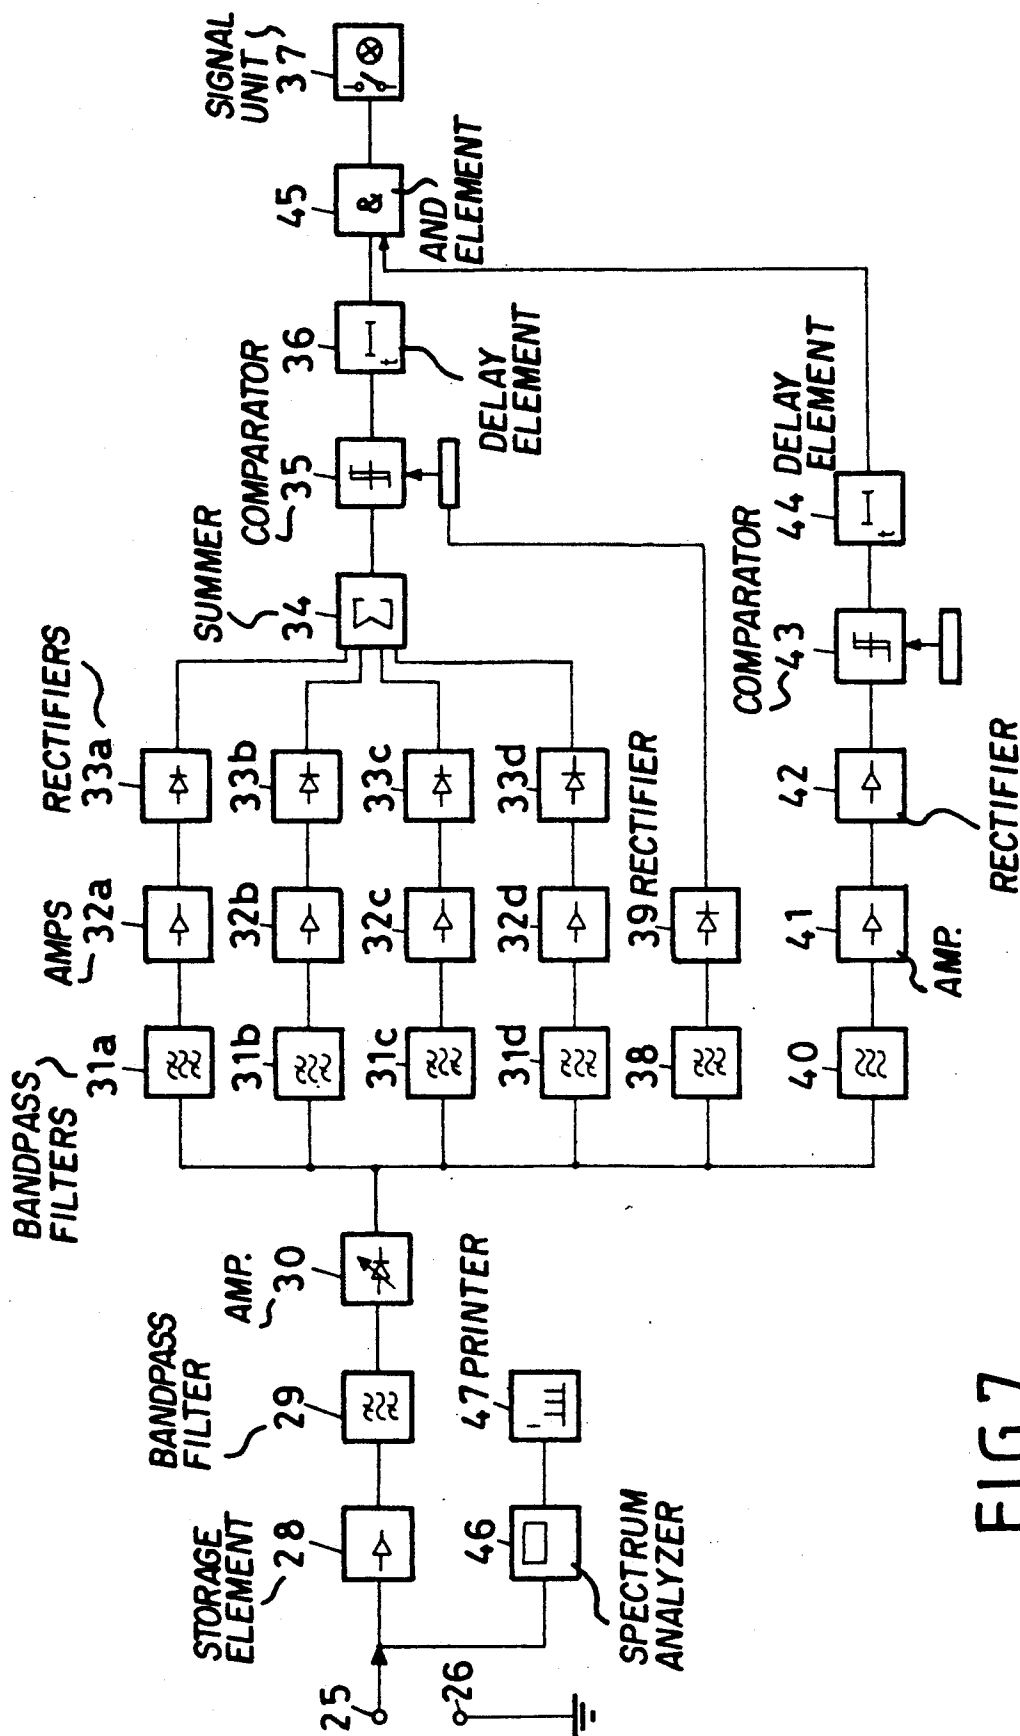 SIGNAL
UNIT
37
45
&
AND
ELEMENT
36
t
DELAY
ELEMENT
COMPARATOR
35
SUMMER
34
Σ
RECTIFIERS
33a
33b
33c
33d
AMPS
32a
32b
32c
32d
BANDPASS
FILTERS
31a
31b
31c
31d
39 RECTIFIER
38
44 DELAY
ELEMENT
t
COMPARATOR
43
42
RECTIFIER
41
AMP.
40
AMP.
30
BANDPASS
FILTER
29
STORAGE
ELEMENT
28
47 PRINTER
46
SPECTRUM
ANALYZER
25
26
FIG 7